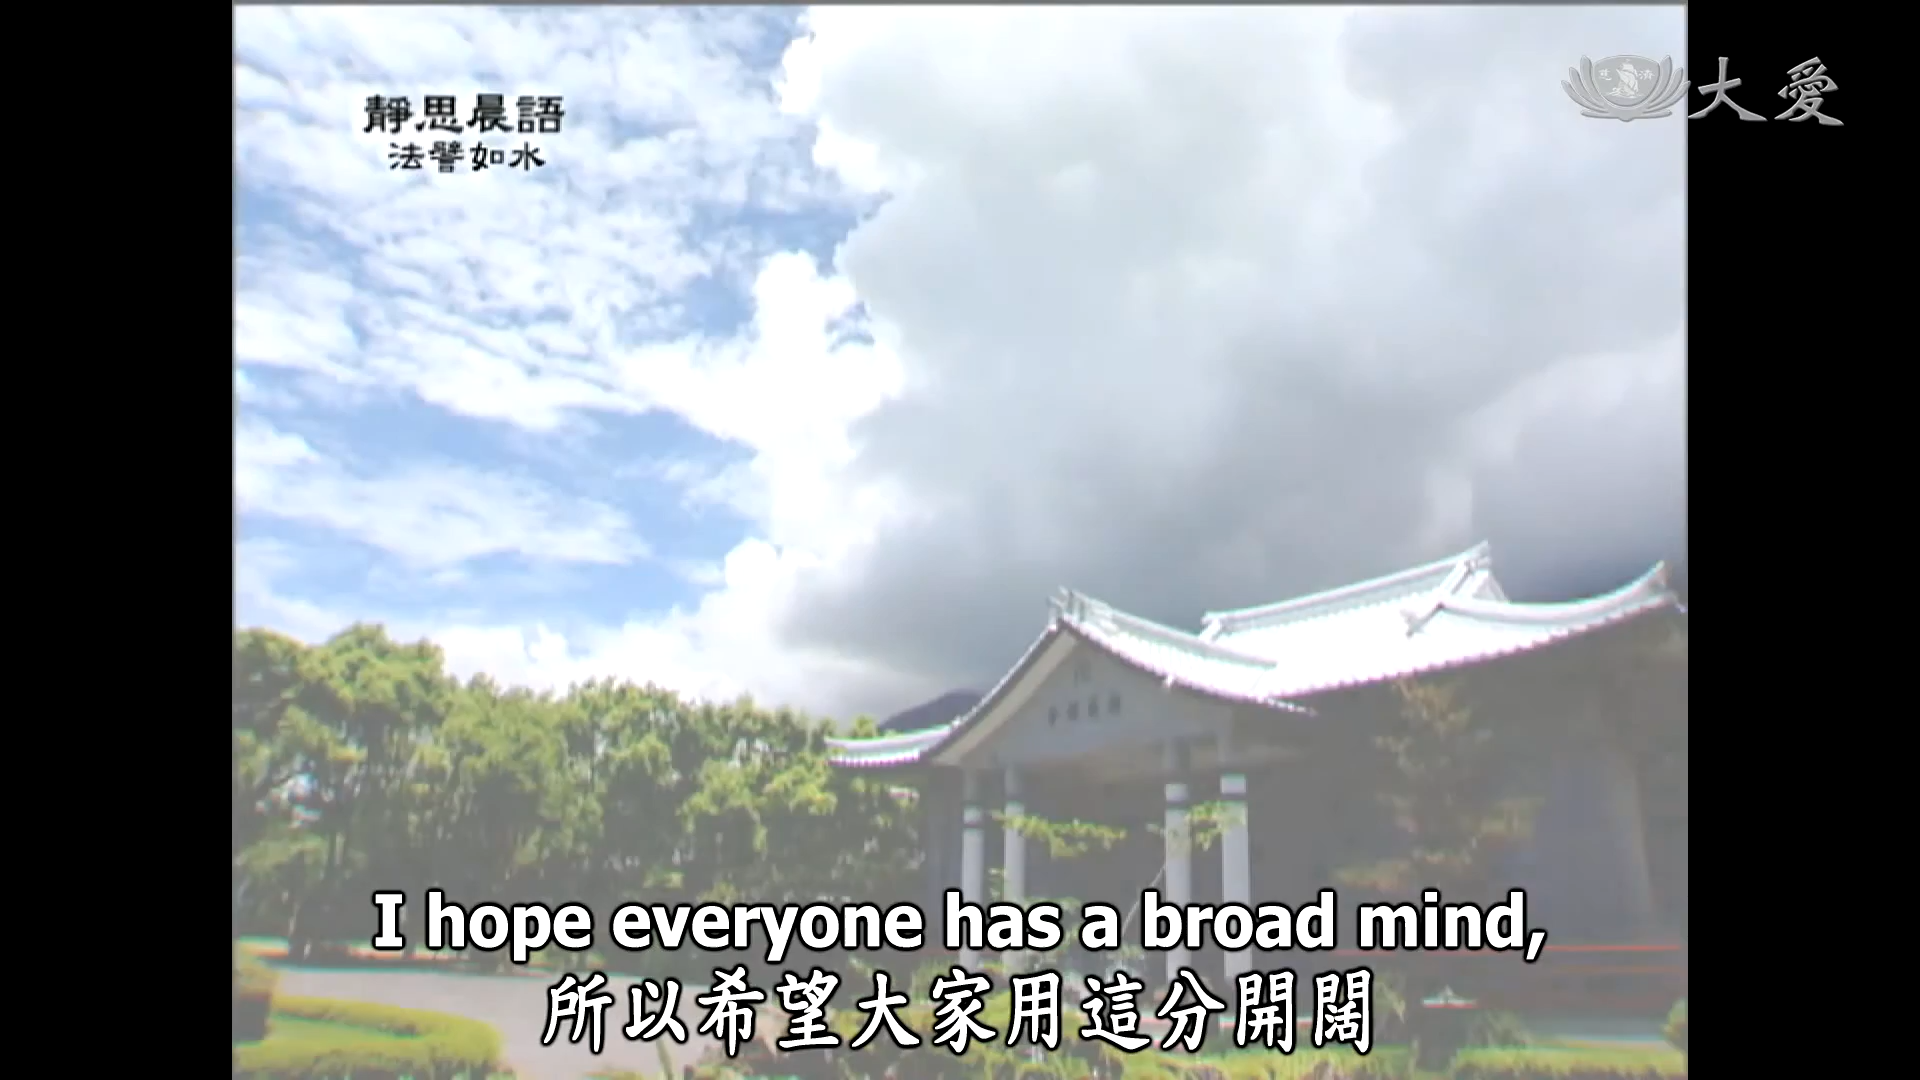 靜思晨語
法譬如水
大愛
I hope everyone has a broad mind,
所以希望大家用這分開闊